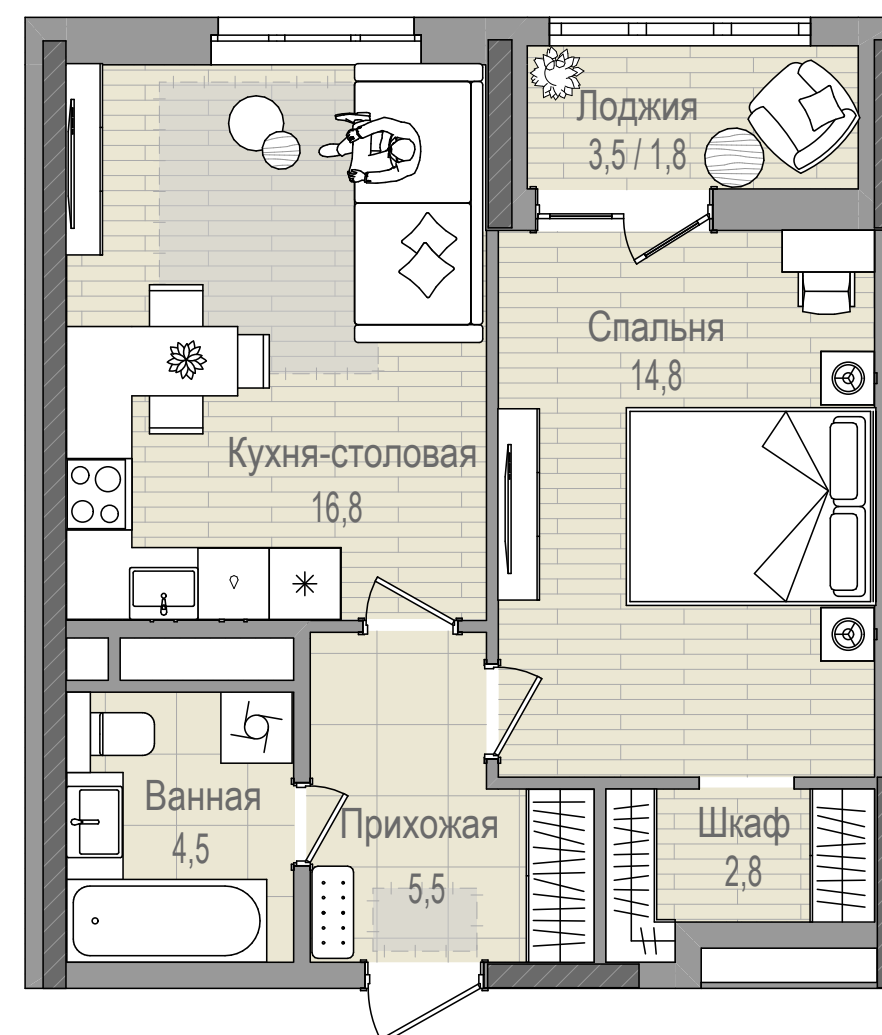 Лоджия
3,5 / 1,8
Спальня
14,8
Кухня-столовая
16,8
Ванная
4,5
Прихожая
5,5
Шкаф
2,8